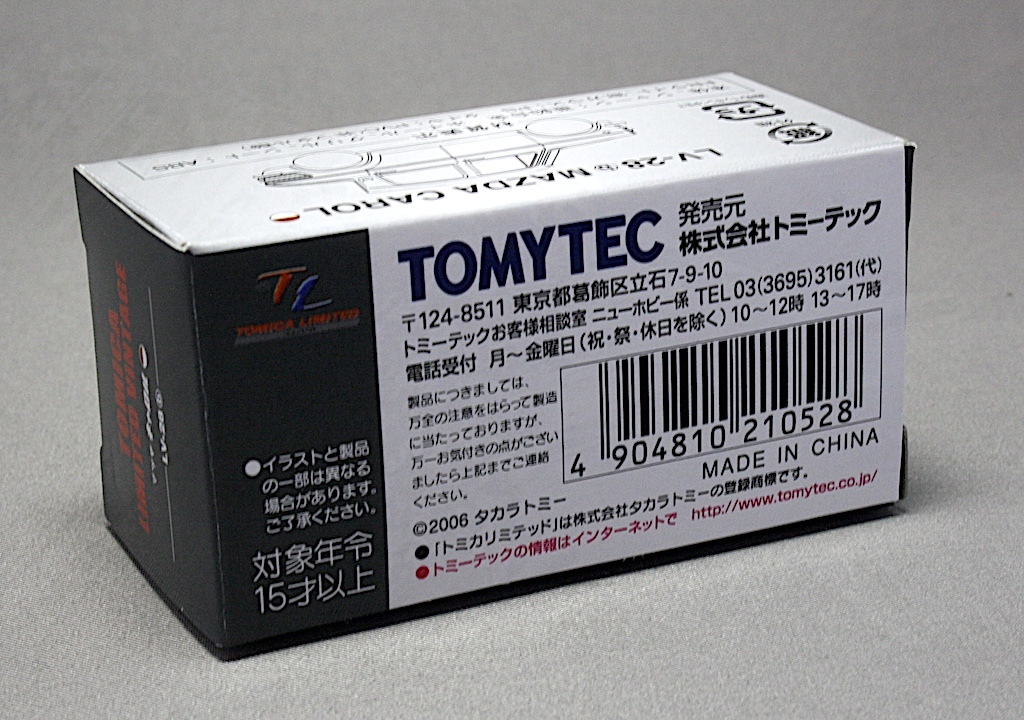 LV-28 ⓑ MAZDA CAROL
TOMYTEC
発売元
株式会社トミーテック
〒124-8511 東京都葛飾区立石7-9-10
トミーテックお客様相談室 ニューホビー係 TEL 03(3695)3161(代)
電話受付 月〜金曜日(祝・祭・休日を除く)10〜12時 13〜17時
製品につきましては、
万全の注意をはらって製造
に当たっておりますが、
万一お気付きの点がござい
ましたら上記までご連絡
ください。
4 904810 210528
MADE IN CHINA
©2006 タカラトミー
●「トミカリミテッド」は株式会社タカラトミーの登録商標です。
●トミーテックの情報はインターネットで http://www.tomytec.co.jp/
TL
TOMICA LIMITED
●イラストと製品
の一部は異なる
場合があります。
ご了承ください。
対象年令
15才以上